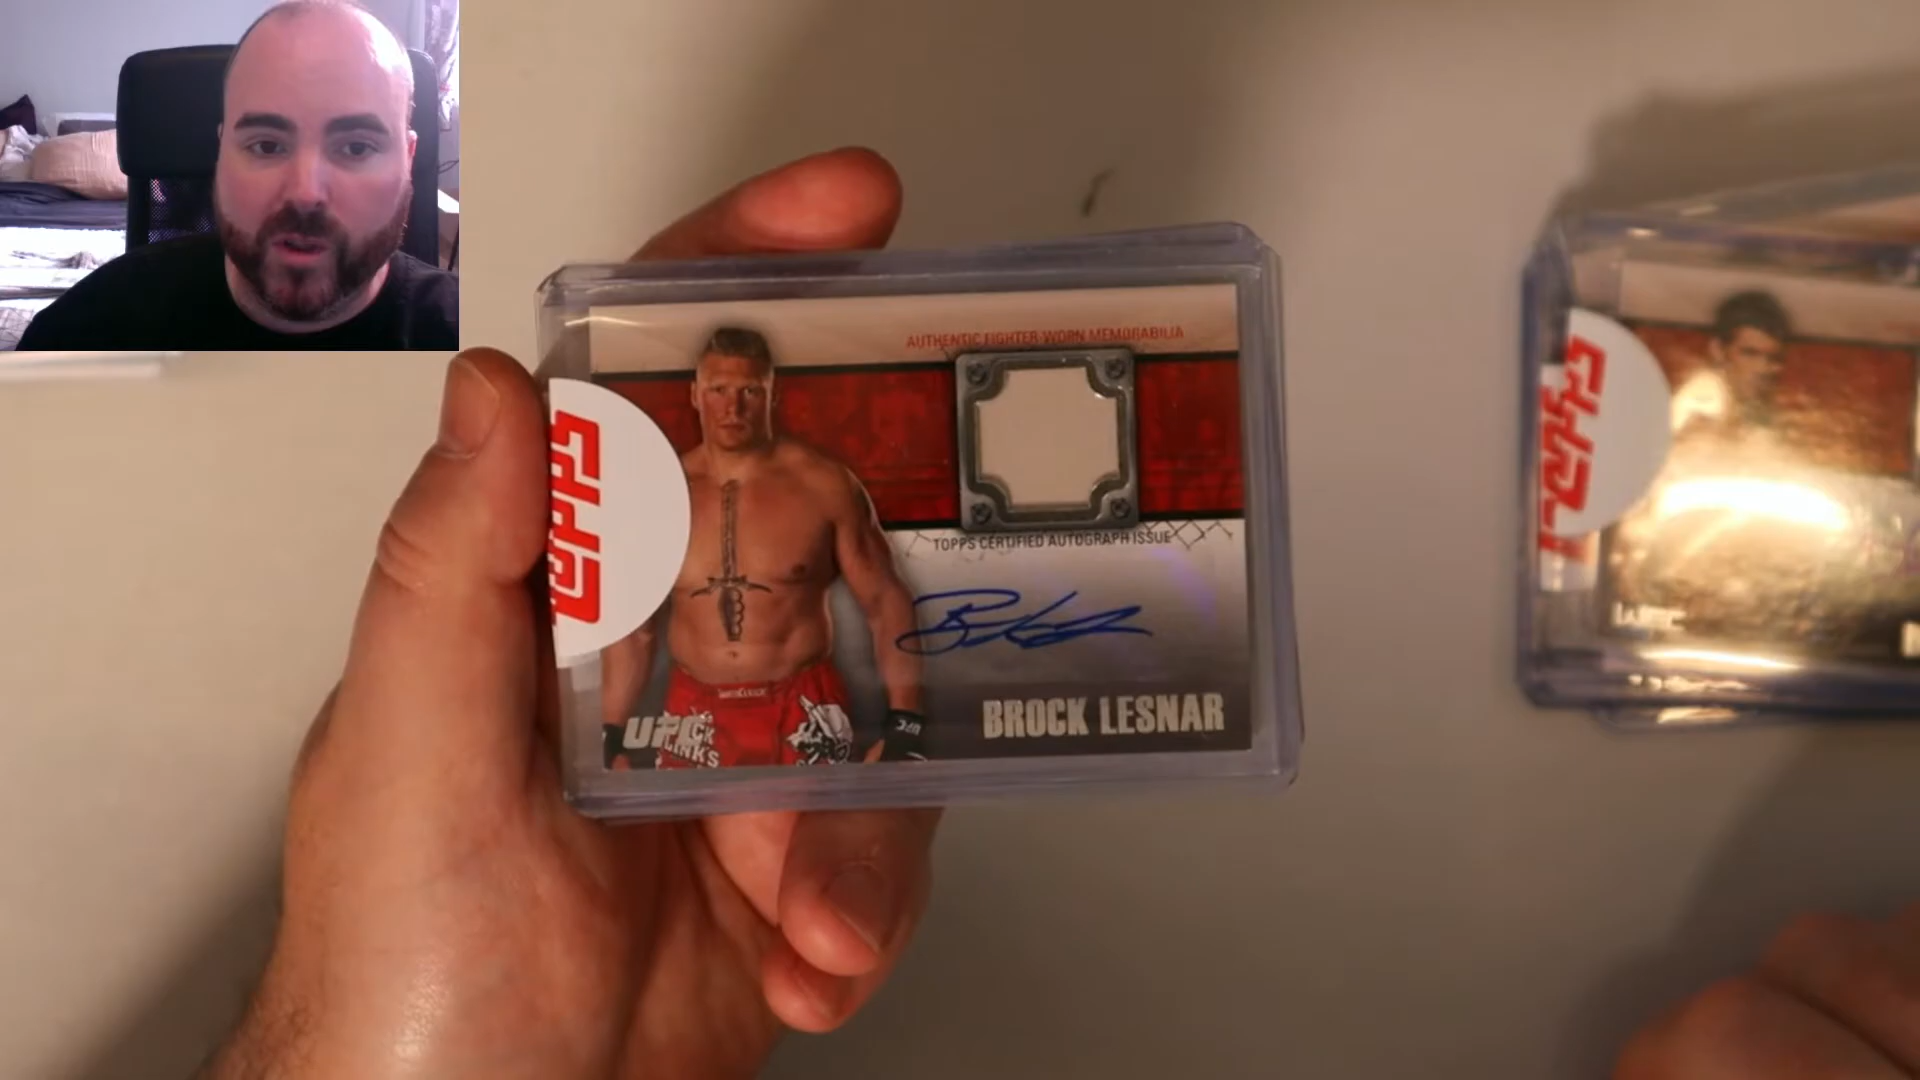 AUTHENTIC FIGHTER-WORN MEMORABILIA
TOPPS
TOPPS CERTIFIED AUTOGRAPH ISSUE
UFC
BROCK LESNAR
TOPPS